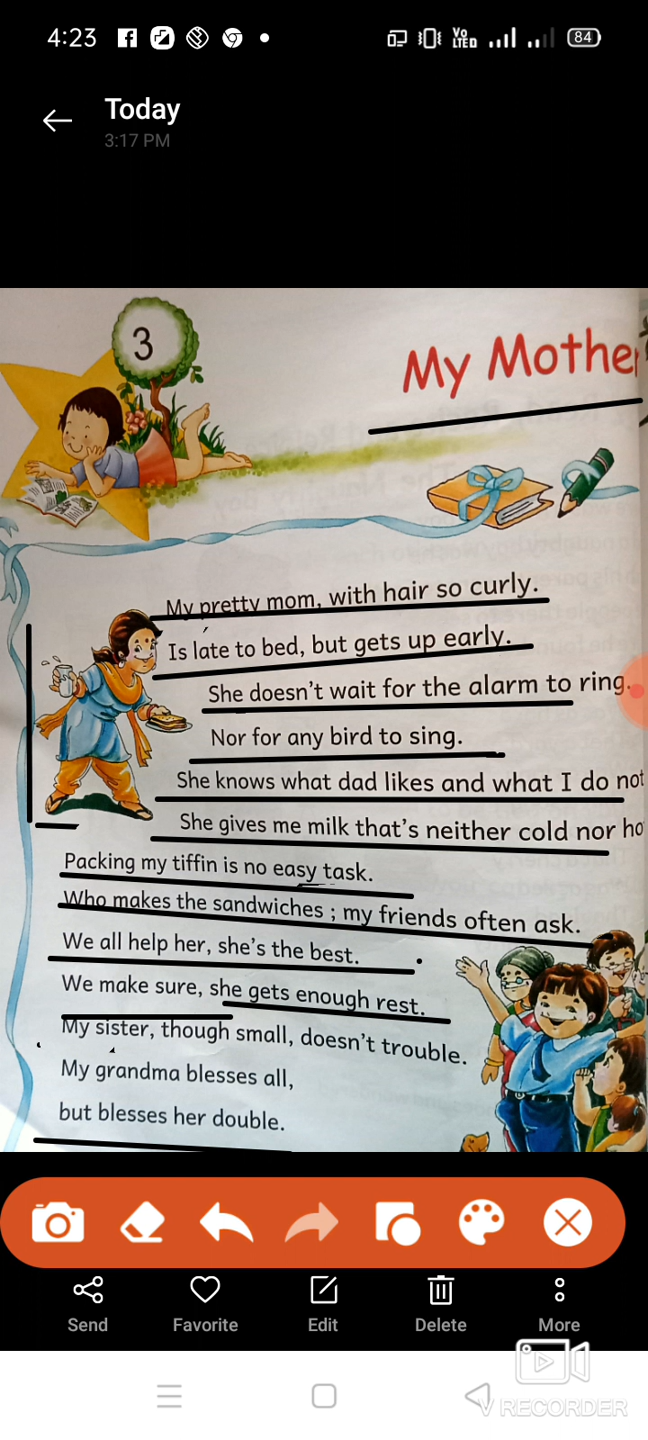 4:23
Vo LTE D
84
Today
3:17 PM
3
My Mother
My pretty mom, with hair so curly.
Is late to bed, but gets up early.
She doesn't wait for the alarm to ring.
Nor for any bird to sing.
She knows what dad likes and what I do not
She gives me milk that's neither cold nor ho
Packing my tiffin is no easy task.
Who makes the sandwiches ; my friends often ask.
We all help her, she's the best.
We make sure, she gets enough rest.
My sister, though small, doesn't trouble.
My grandma blesses all,
but blesses her double.
Send
Favorite
Edit
Delete
More
V RECORDER